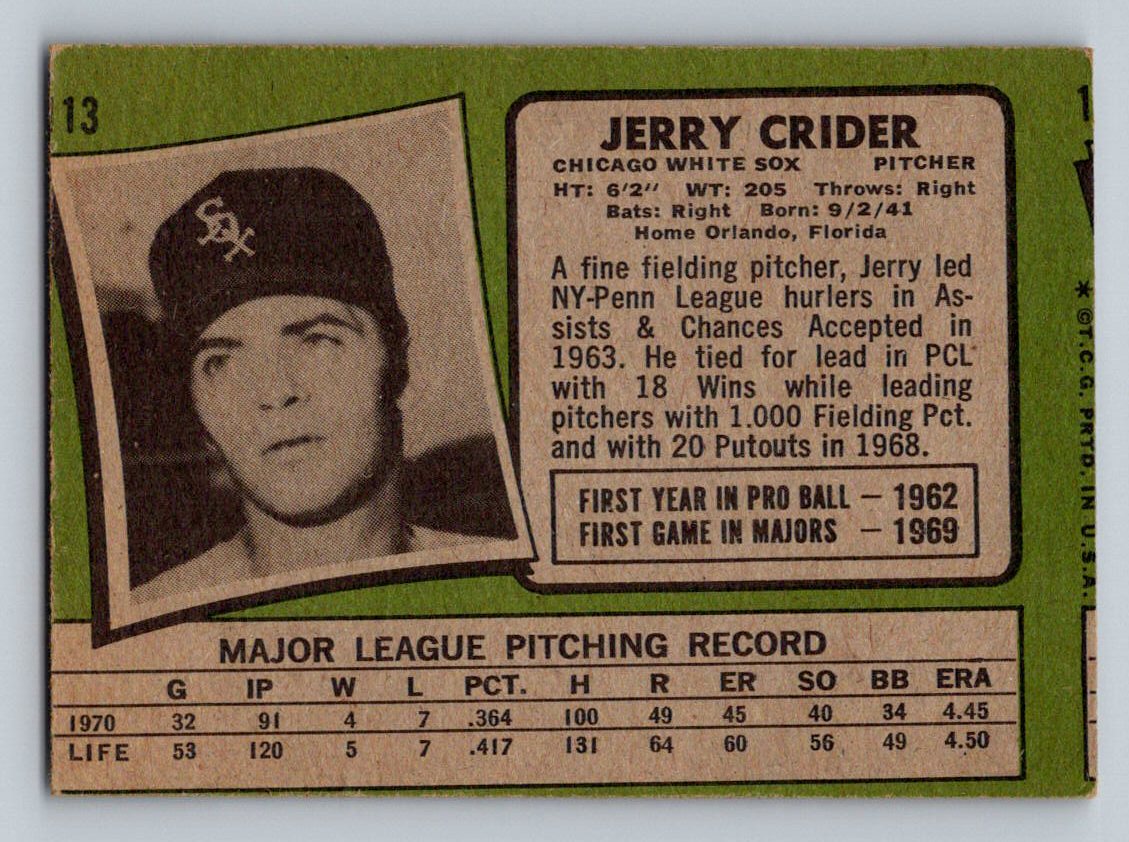 13
SOX
JERRY CRIDER
CHICAGO WHITE SOX PITCHER
HT: 6'2" WT: 205 Throws: Right
Bats: Right Born: 9/2/41
Home Orlando, Florida
A fine fielding pitcher, Jerry led
NY-Penn League hurlers in As-
sists & Chances Accepted in
1963. He tied for lead in PCL
with 18 Wins while leading
pitchers with 1.000 Fielding Pct.
and with 20 Putouts in 1968.
FIRST YEAR IN PRO BALL — 1962
FIRST GAME IN MAJORS — 1969
* ©T.C.G. PRTD. IN U.S.A.
MAJOR LEAGUE PITCHING RECORD
G IP W L PCT. H R ER SO BB ERA
1970 32 91 4 7 .364 100 49 45 40 34 4.45
LIFE 53 120 5 7 .417 131 64 60 56 49 4.50